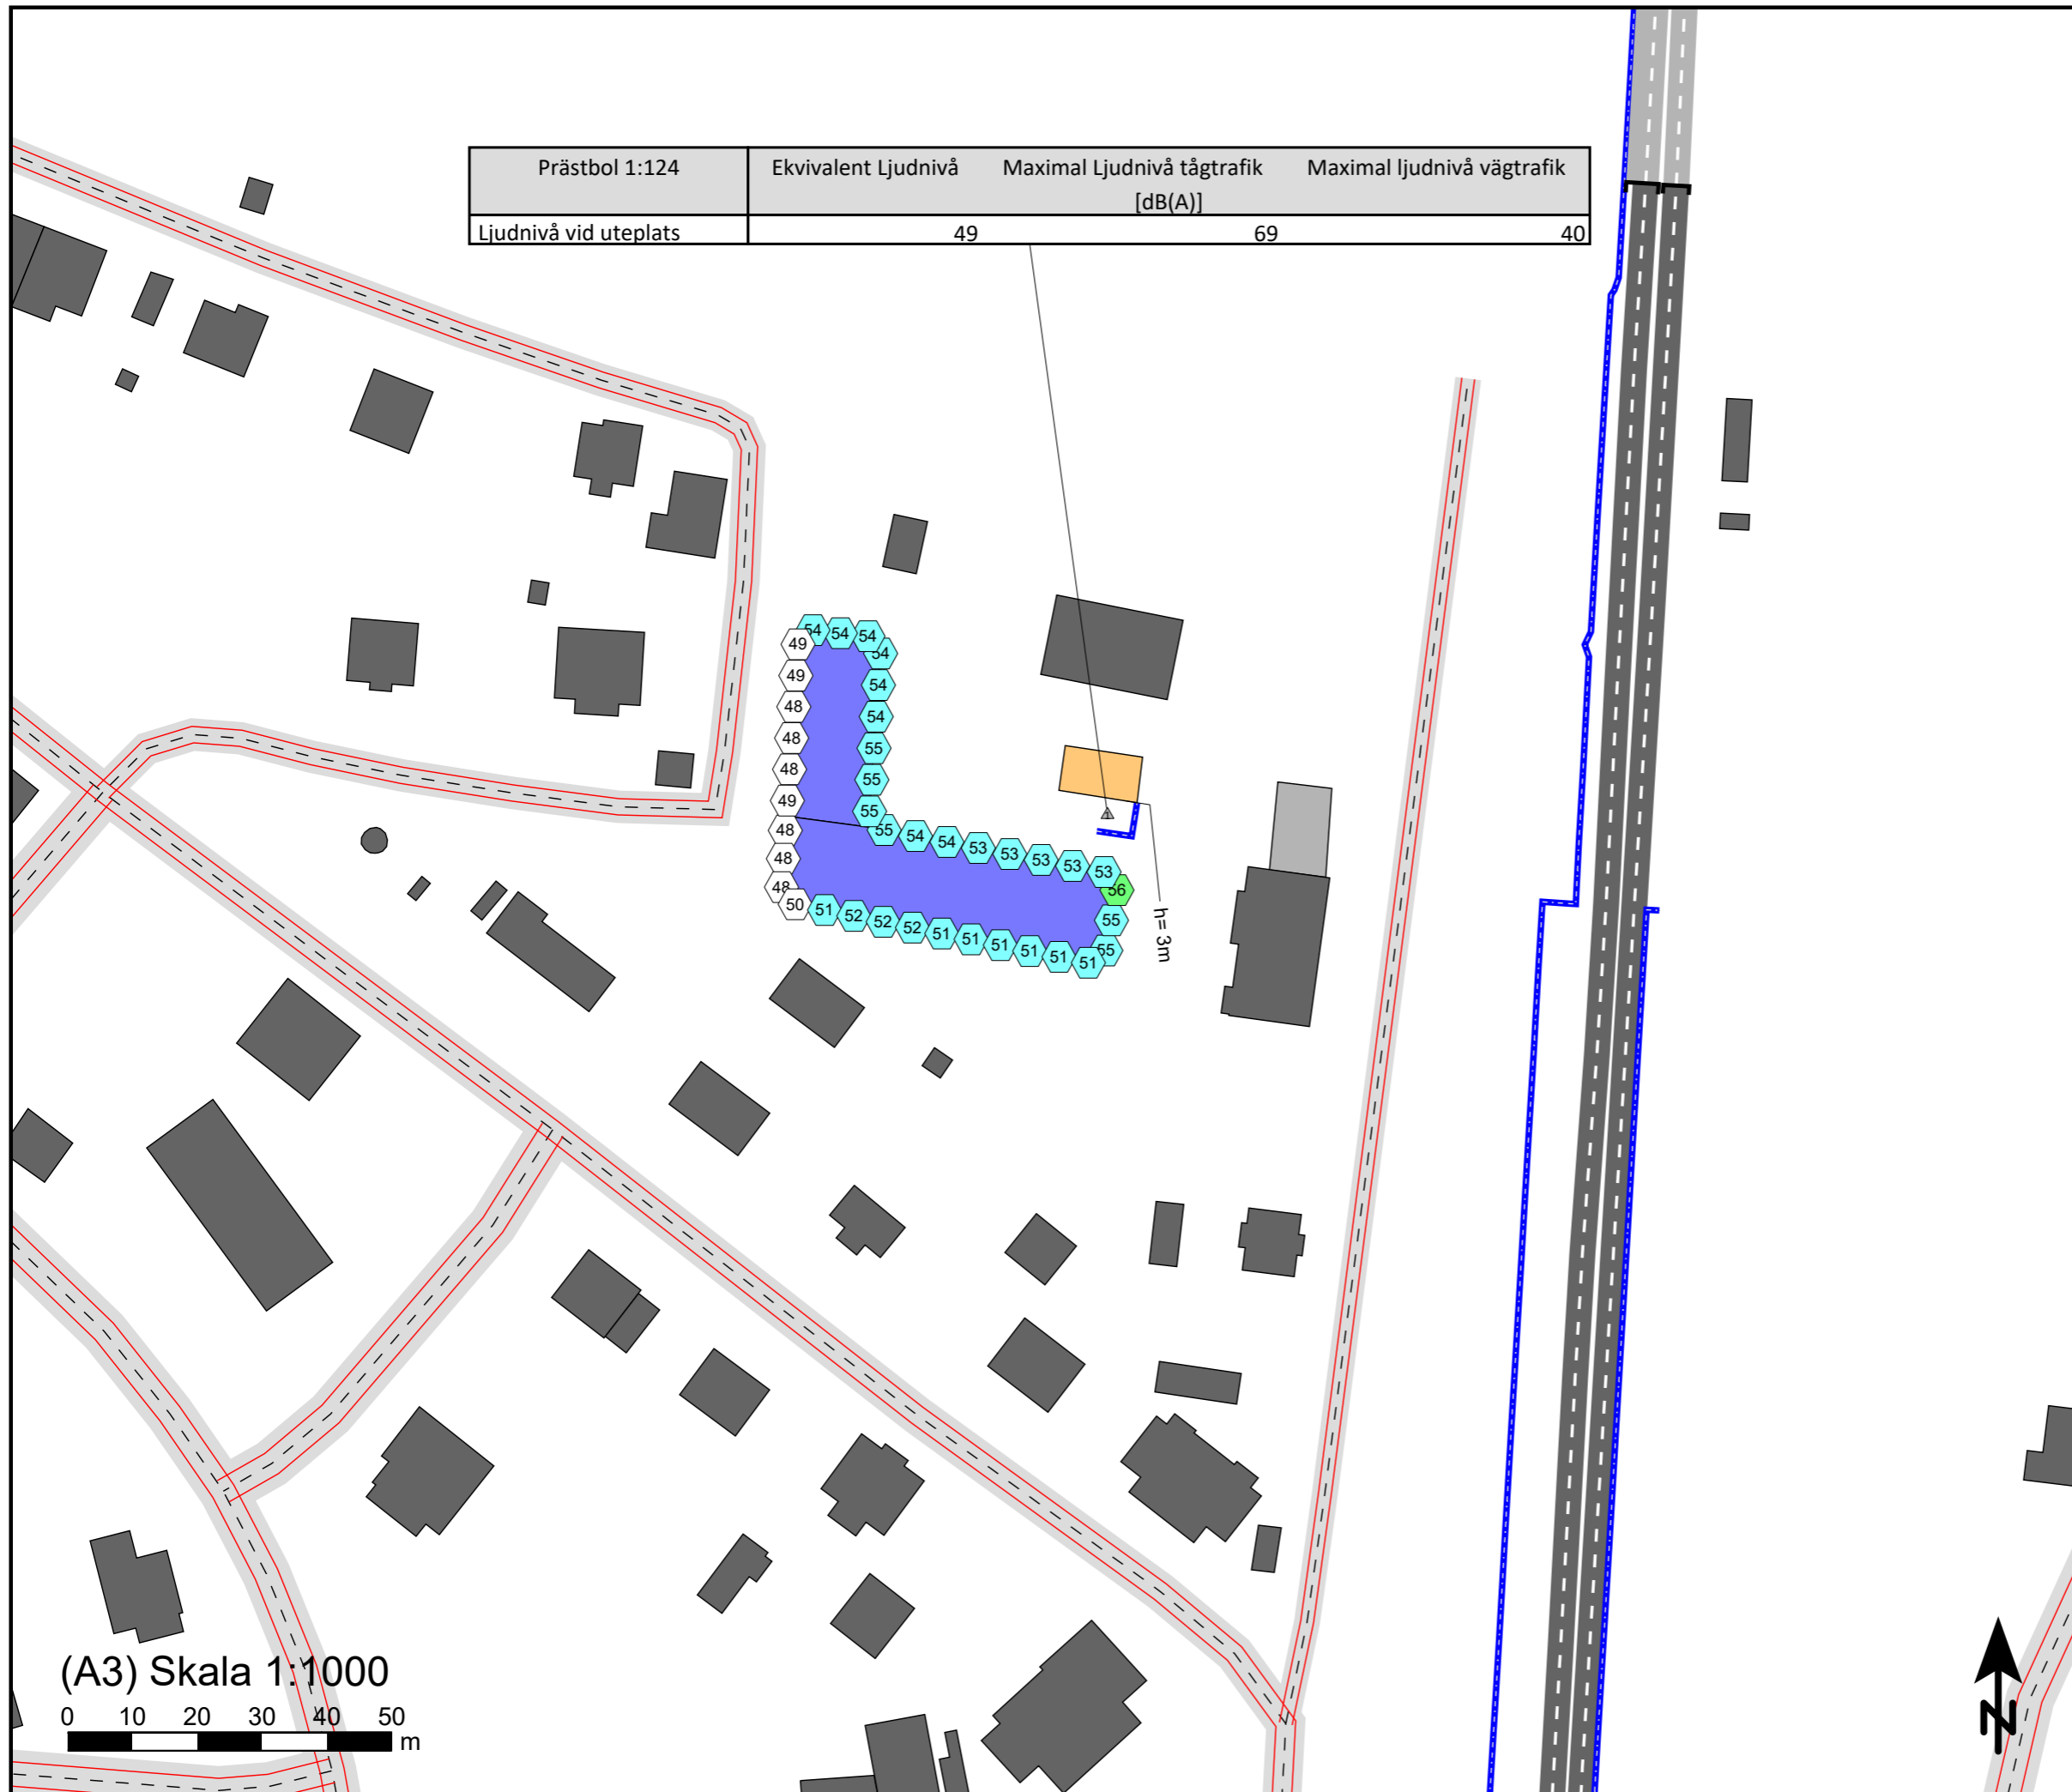 Prästbol 1:124 Ekvivalent Ljudnivå Maximal Ljudnivå tågtrafik Maximal ljudnivå vägtrafik
[dB(A)]
Ljudnivå vid uteplats 49 69 40
54 54 54
49 54
49 54
48 54
48 55
48 55
49 55
48 55 54 54 53 53 53 53 53
48 56
48 55
50 51 52 52 52 51 51 51 51 51 51 55
h= 3m
(A3) Skala 1:1000
0 10 20 30 40 50
m
N